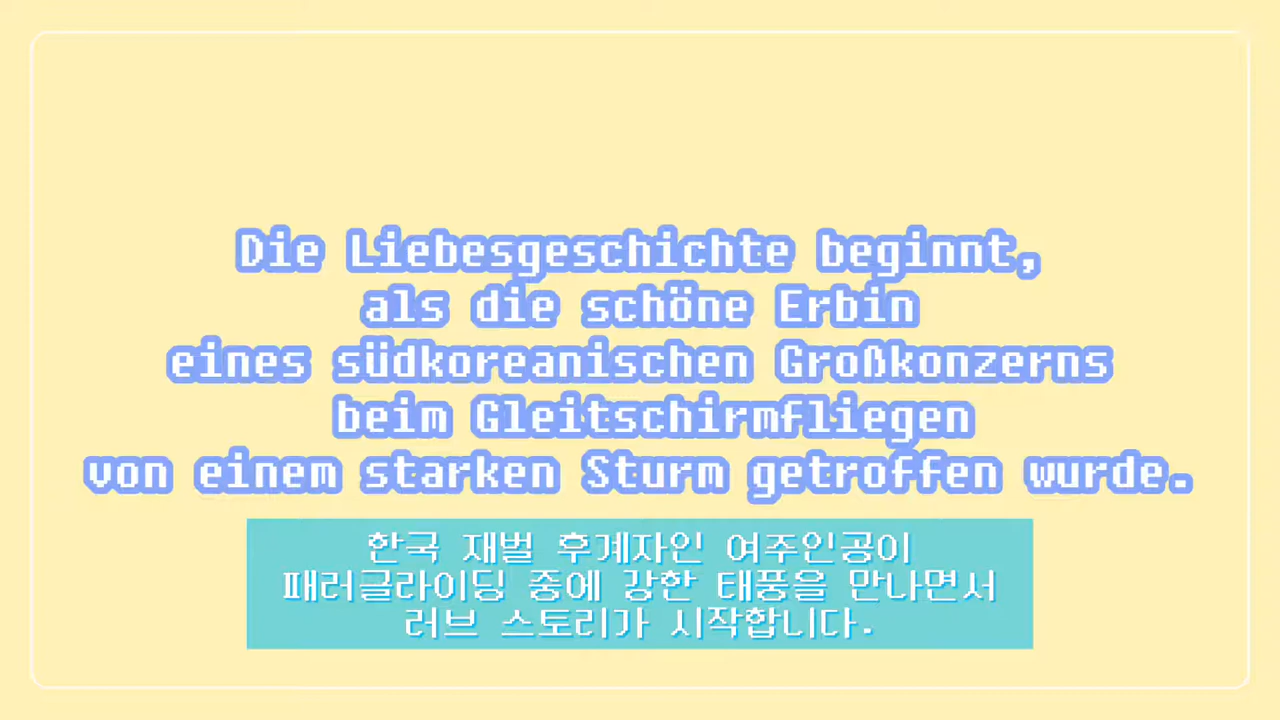 Die Liebesgeschichte beginnt,
als die schöne Erbin
eines südkoreanischen Großkonzerns
beim Gleitschirmfliegen
von einem starken Sturm getroffen wurde.
한국 재벌 후계자인 여주인공이
패러글라이딩 중에 강한 태풍을 만나면서
러브 스토리가 시작합니다.